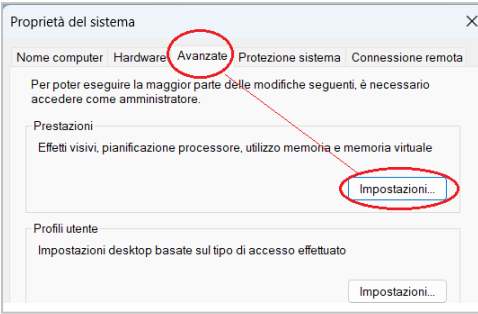 Proprietà del sistema
Nome computer Hardware Avanzate Protezione sistema Connessione remota
Per poter eseguire la maggior parte delle modifiche seguenti, è necessario
accedere come amministratore.
Prestazioni
Effetti visivi, pianificazione processore, utilizzo memoria e memoria virtuale
Impostazioni...
Profili utente
Impostazioni desktop basate sul tipo di accesso effettuato
Impostazioni...